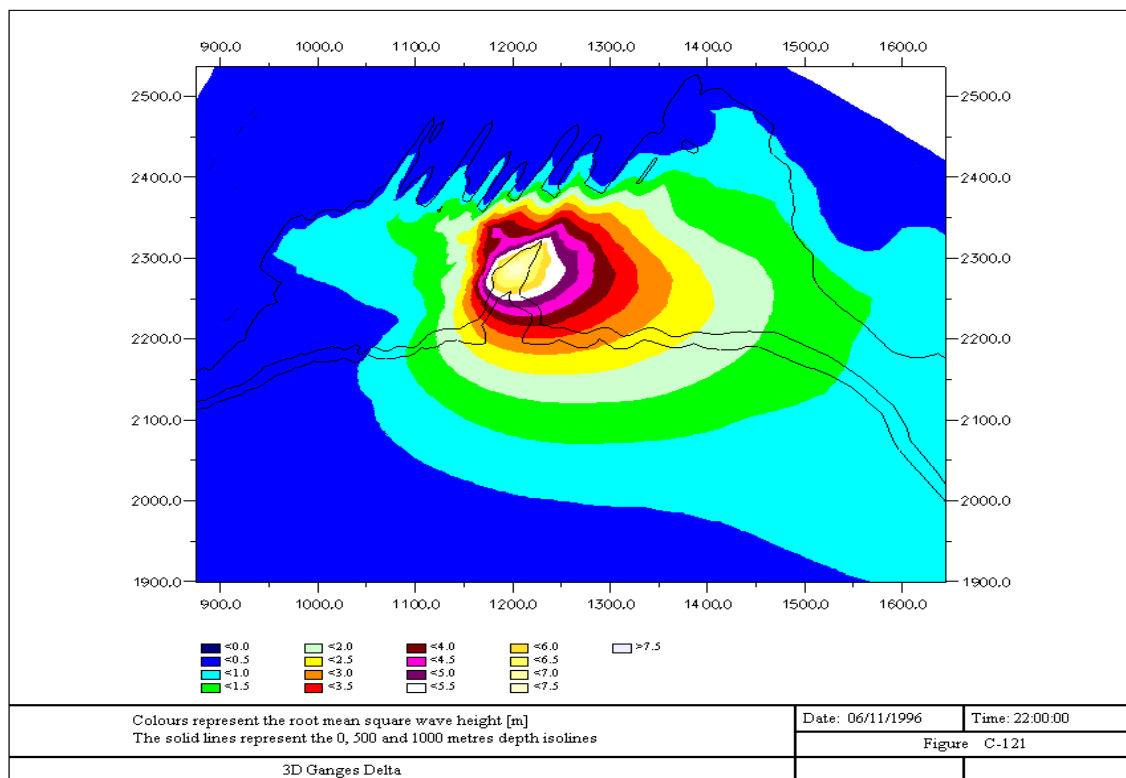 900.0 1000.0 1100.0 1200.0 1300.0 1400.0 1500.0 1600.0
2500.0 2500.0
2400.0 2400.0
2300.0 2300.0
2200.0 2200.0
2100.0 2100.0
2000.0 2000.0
1900.0 1900.0
900.0 1000.0 1100.0 1200.0 1300.0 1400.0 1500.0 1600.0
<0.0 <2.0 <4.0 <6.0 >7.5
<0.5 <2.5 <4.5 <6.5
<1.0 <3.0 <5.0 <7.0
<1.5 <3.5 <5.5 <7.5
Colours represent the root mean square wave height [m]
The solid lines represent the 0, 500 and 1000 metres depth isolines
Date: 06/11/1996 Time: 22:00:00
Figure C-121
3D Ganges Delta